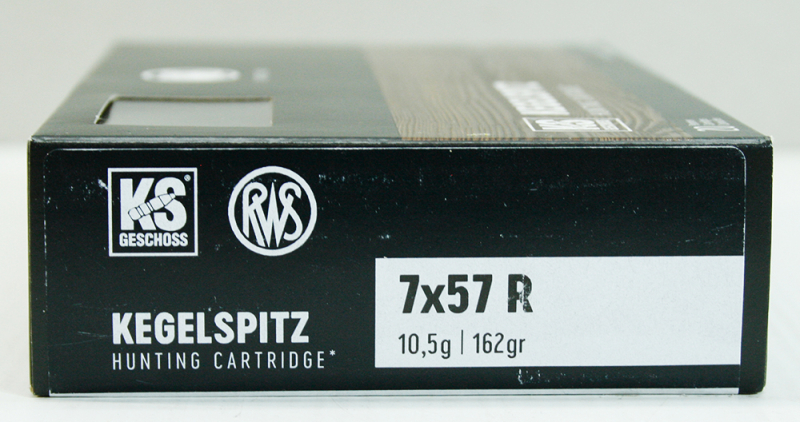 KS
GESCHOSS
RWS
KEGELSPITZ
HUNTING CARTRIDGE*
7x57 R
10,5g | 162gr